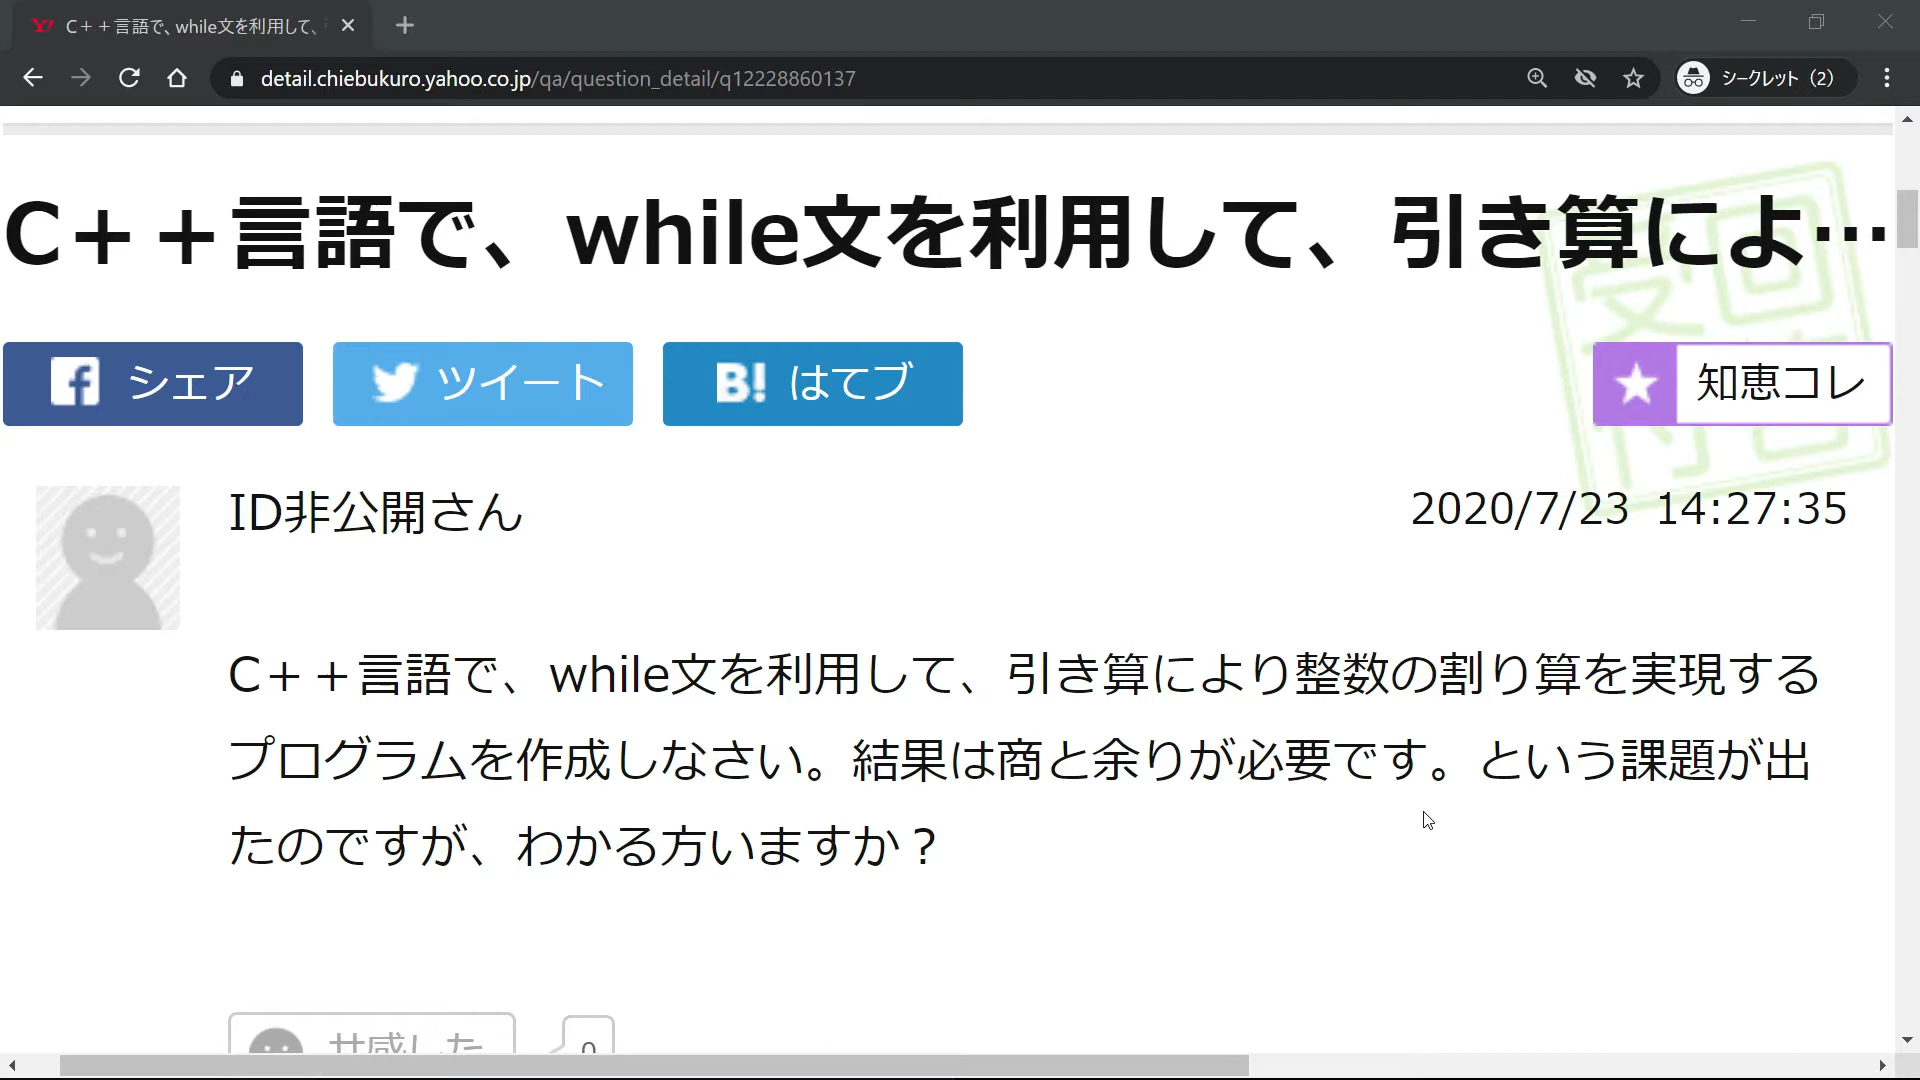 C＋＋言語で、while文を利用して、
detail.chiebukuro.yahoo.co.jp/qa/question_detail/q12228860137
シークレット (2)
C＋＋言語で、while文を利用して、引き算によ…
シェア
ツイート
B! はてブ
知恵コレ
ID非公開さん
2020/7/23 14:27:35
C＋＋言語で、while文を利用して、引き算により整数の割り算を実現する
プログラムを作成しなさい。結果は商と余りが必要です。という課題が出
たのですが、わかる方いますか？
共感した
0